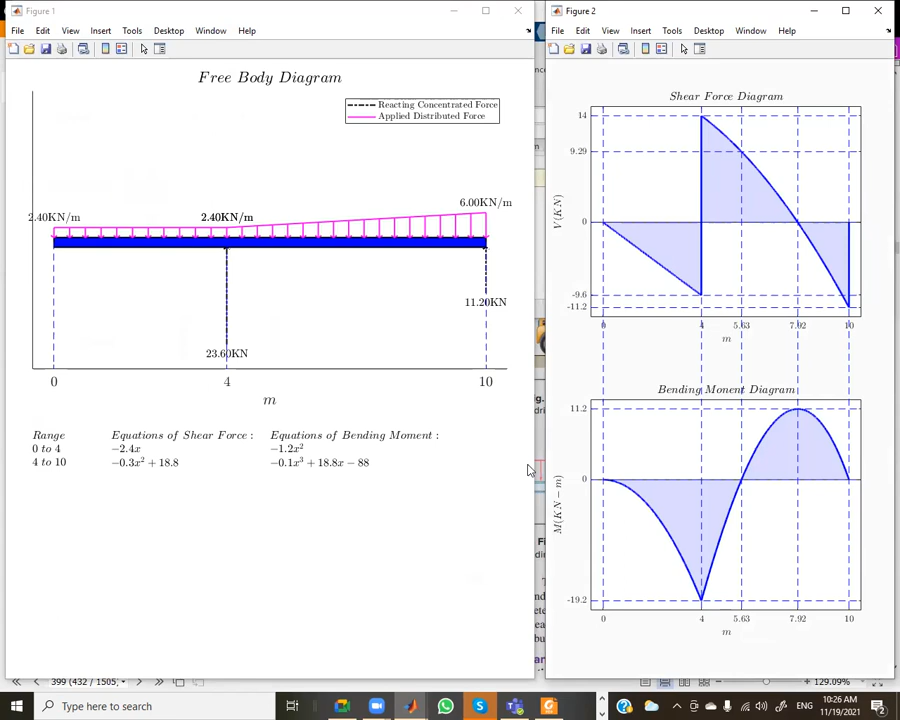 Figure 1
File Edit View Insert Tools Desktop Window Help
Free Body Diagram
Reacting Concentrated Force
Applied Distributed Force
2.40KN/m
2.40KN/m
6.00KN/m
11.20KN
23.60KN
0 4 10
m
Range Equations of Shear Force : Equations of Bending Moment :
0 to 4 −2.4x −1.2x²
4 to 10 −0.3x² + 18.8 −0.1x³ + 18.8x − 88
Figure 2
File Edit View Insert Tools Desktop Window Help
Shear Force Diagram
14
9.29
0
-9.6
-11.2
V(KN)
0 4 5.63 7.92 10
m
Bending Moment Diagram
11.2
0
-19.2
M(KN − m)
0 4 5.63 7.92 10
m
399 (432 / 1505)
129.09%
Type here to search
ENG
10:26 AM
11/19/2021
2